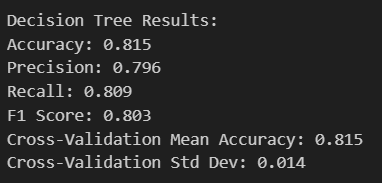 Decision Tree Results:
Accuracy: 0.815
Precision: 0.796
Recall: 0.809
F1 Score: 0.803
Cross-Validation Mean Accuracy: 0.815
Cross-Validation Std Dev: 0.014